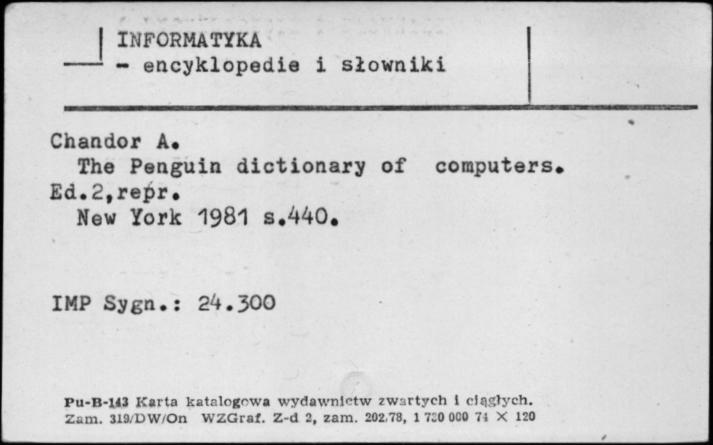 INFORMATYKA
- encyklopedie i słowniki
Chandor A.
The Penguin dictionary of computers.
Ed.2,repr.
New York 1981 s.440.
IMP Sygn.: 24.300
Pu-B-143 Karta katalogowa wydawnictw zwartych i ciągłych.
Zam. 319/DW/On WZGraf. Z-d 2, zam. 202.78, 1 730 000 74 X 120